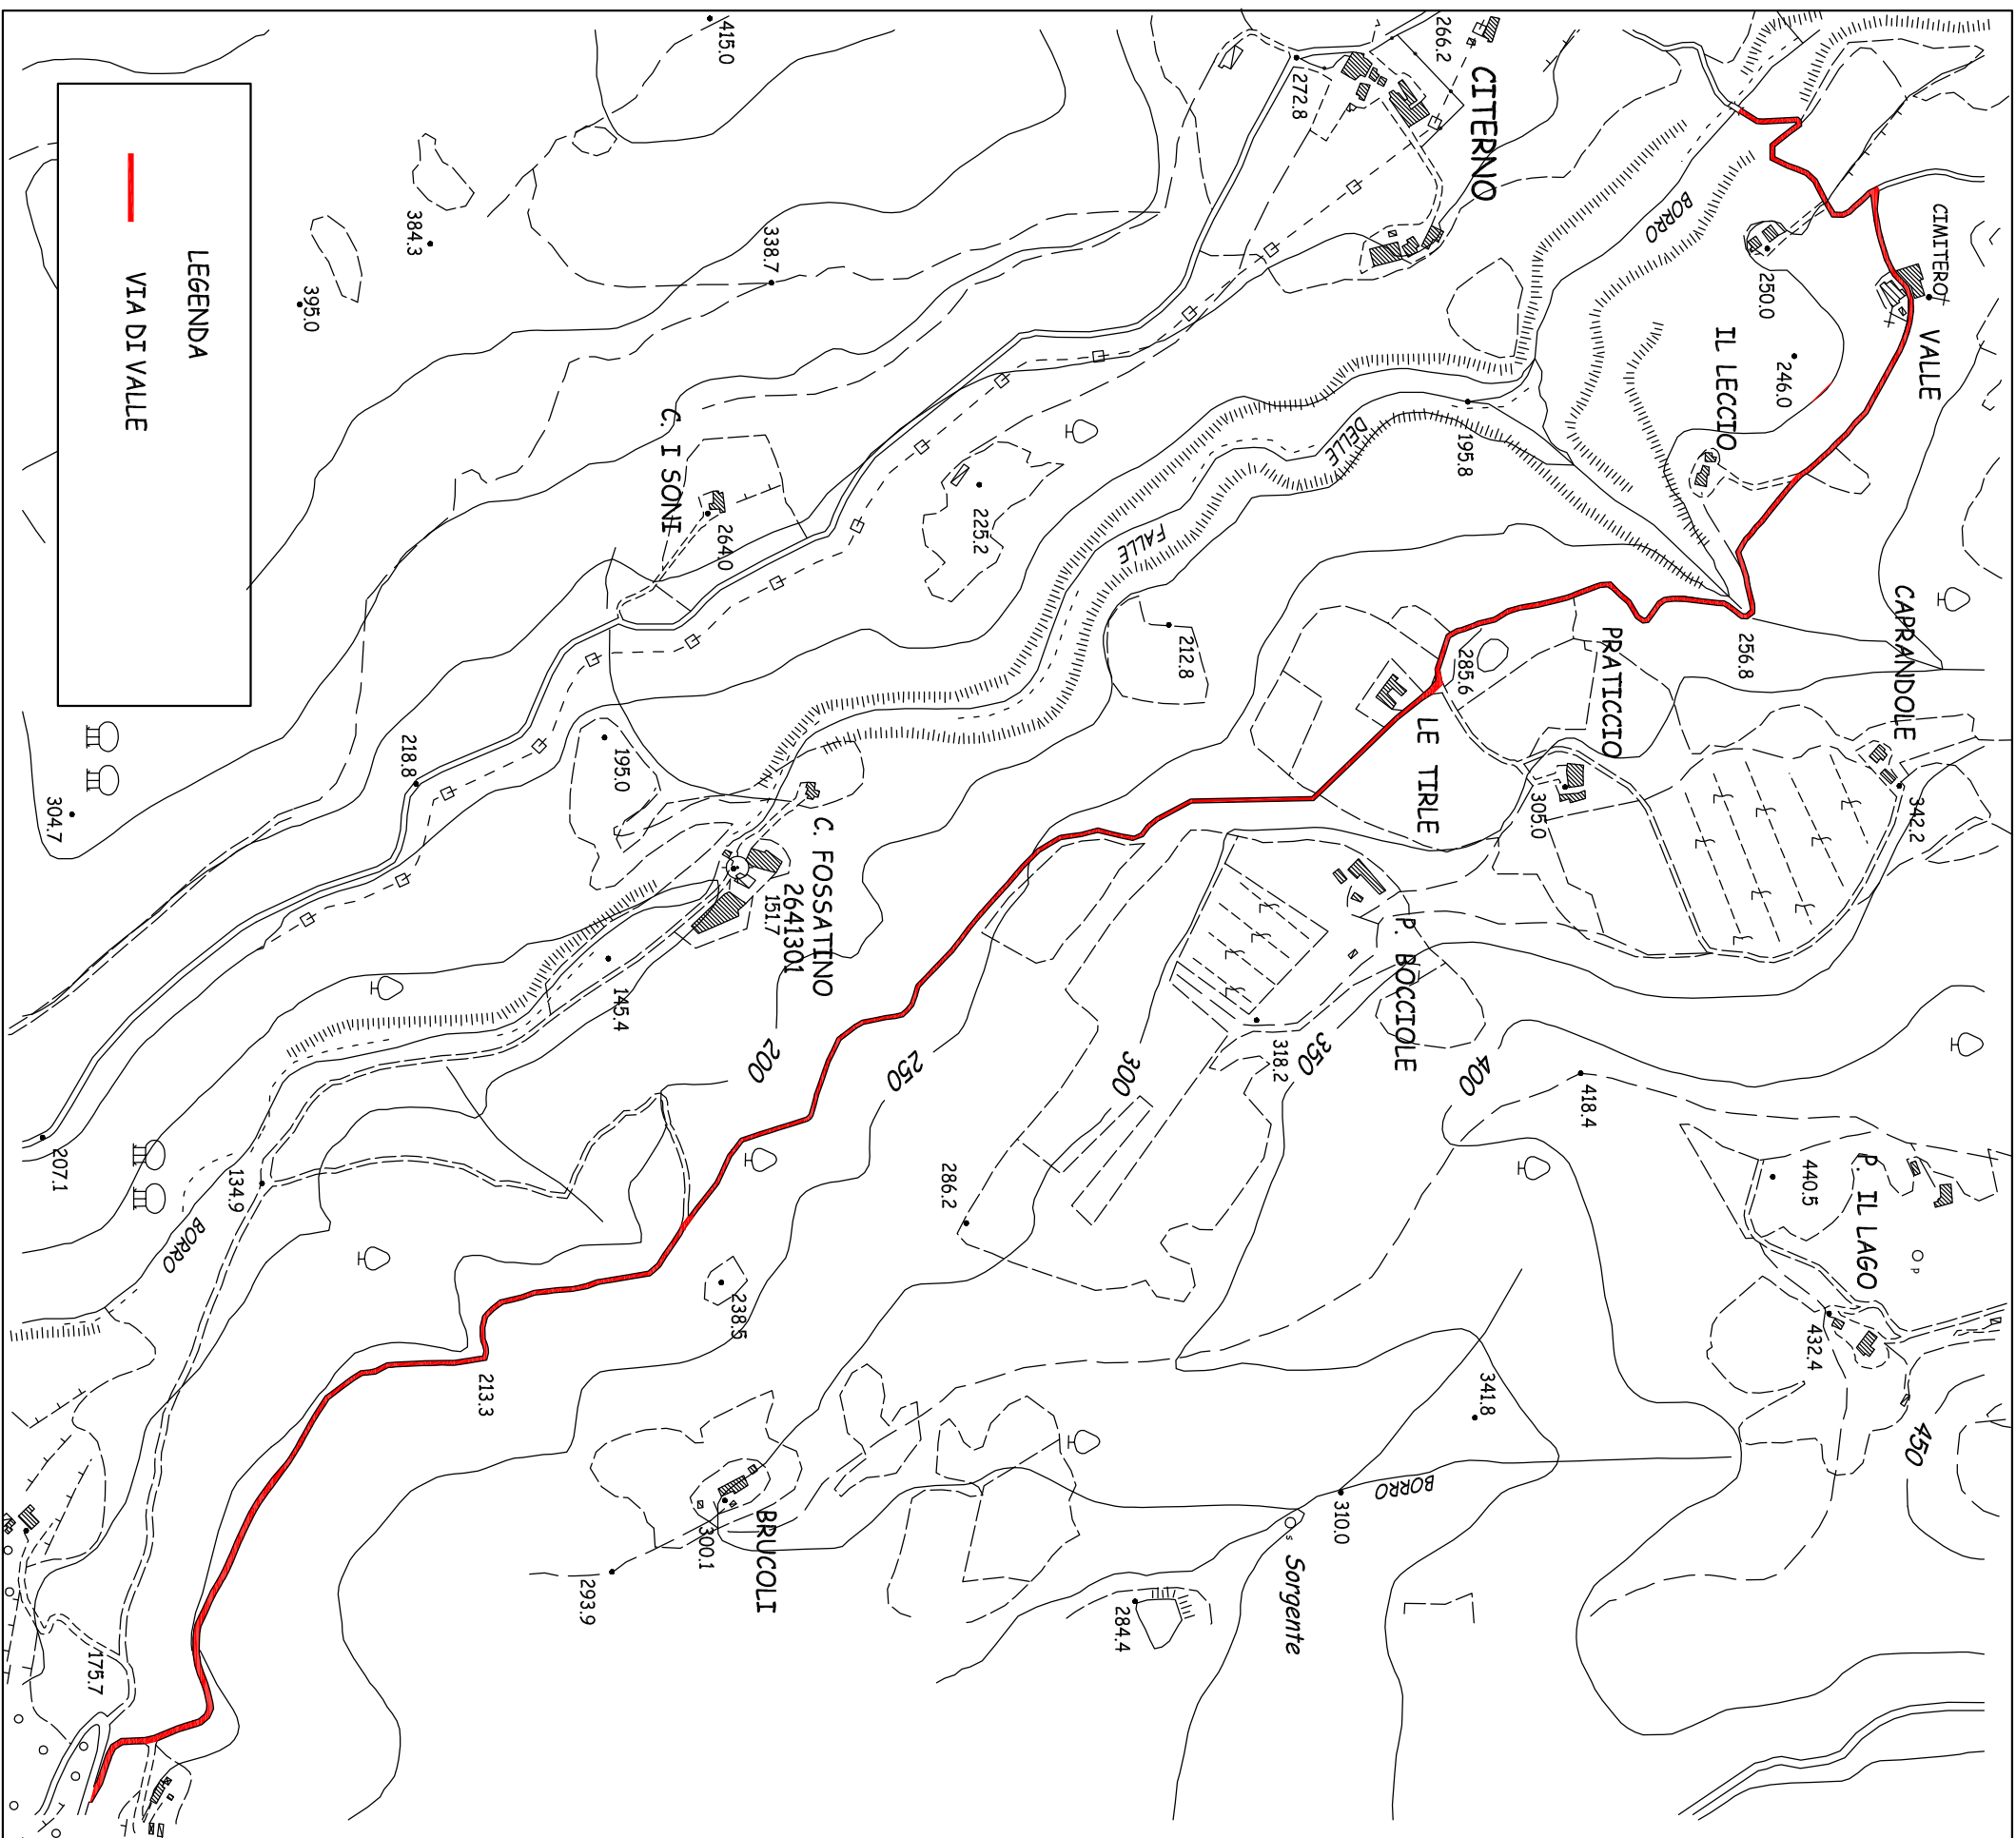 LEGENDA
VIA DI VALLE
CIMITERO
VALLE
CAPRANDOLE
342.2
P. IL LAGO
440.5
432.4
450
250.0
246.0
IL LECCIO
256.8
PRATICCIO
305.0
418.4
400
CITERNO
266.2
272.8
BORRO
DELLE
FALLE
195.8
285.6
LE TIRLE
P. BOCCIOLE
318.2
350
300
341.8
BORRO
310.0
Sorgente
s
p
284.4
212.8
225.2
286.2
250
200
C. FOSSATINO
2641301
151.7
145.4
238.5
BRUCOLI
300.1
293.9
213.3
415.0
338.7
384.3
395.0
C. I SONI
264.0
195.0
218.8
304.7
207.1
134.9
BORRO
175.7